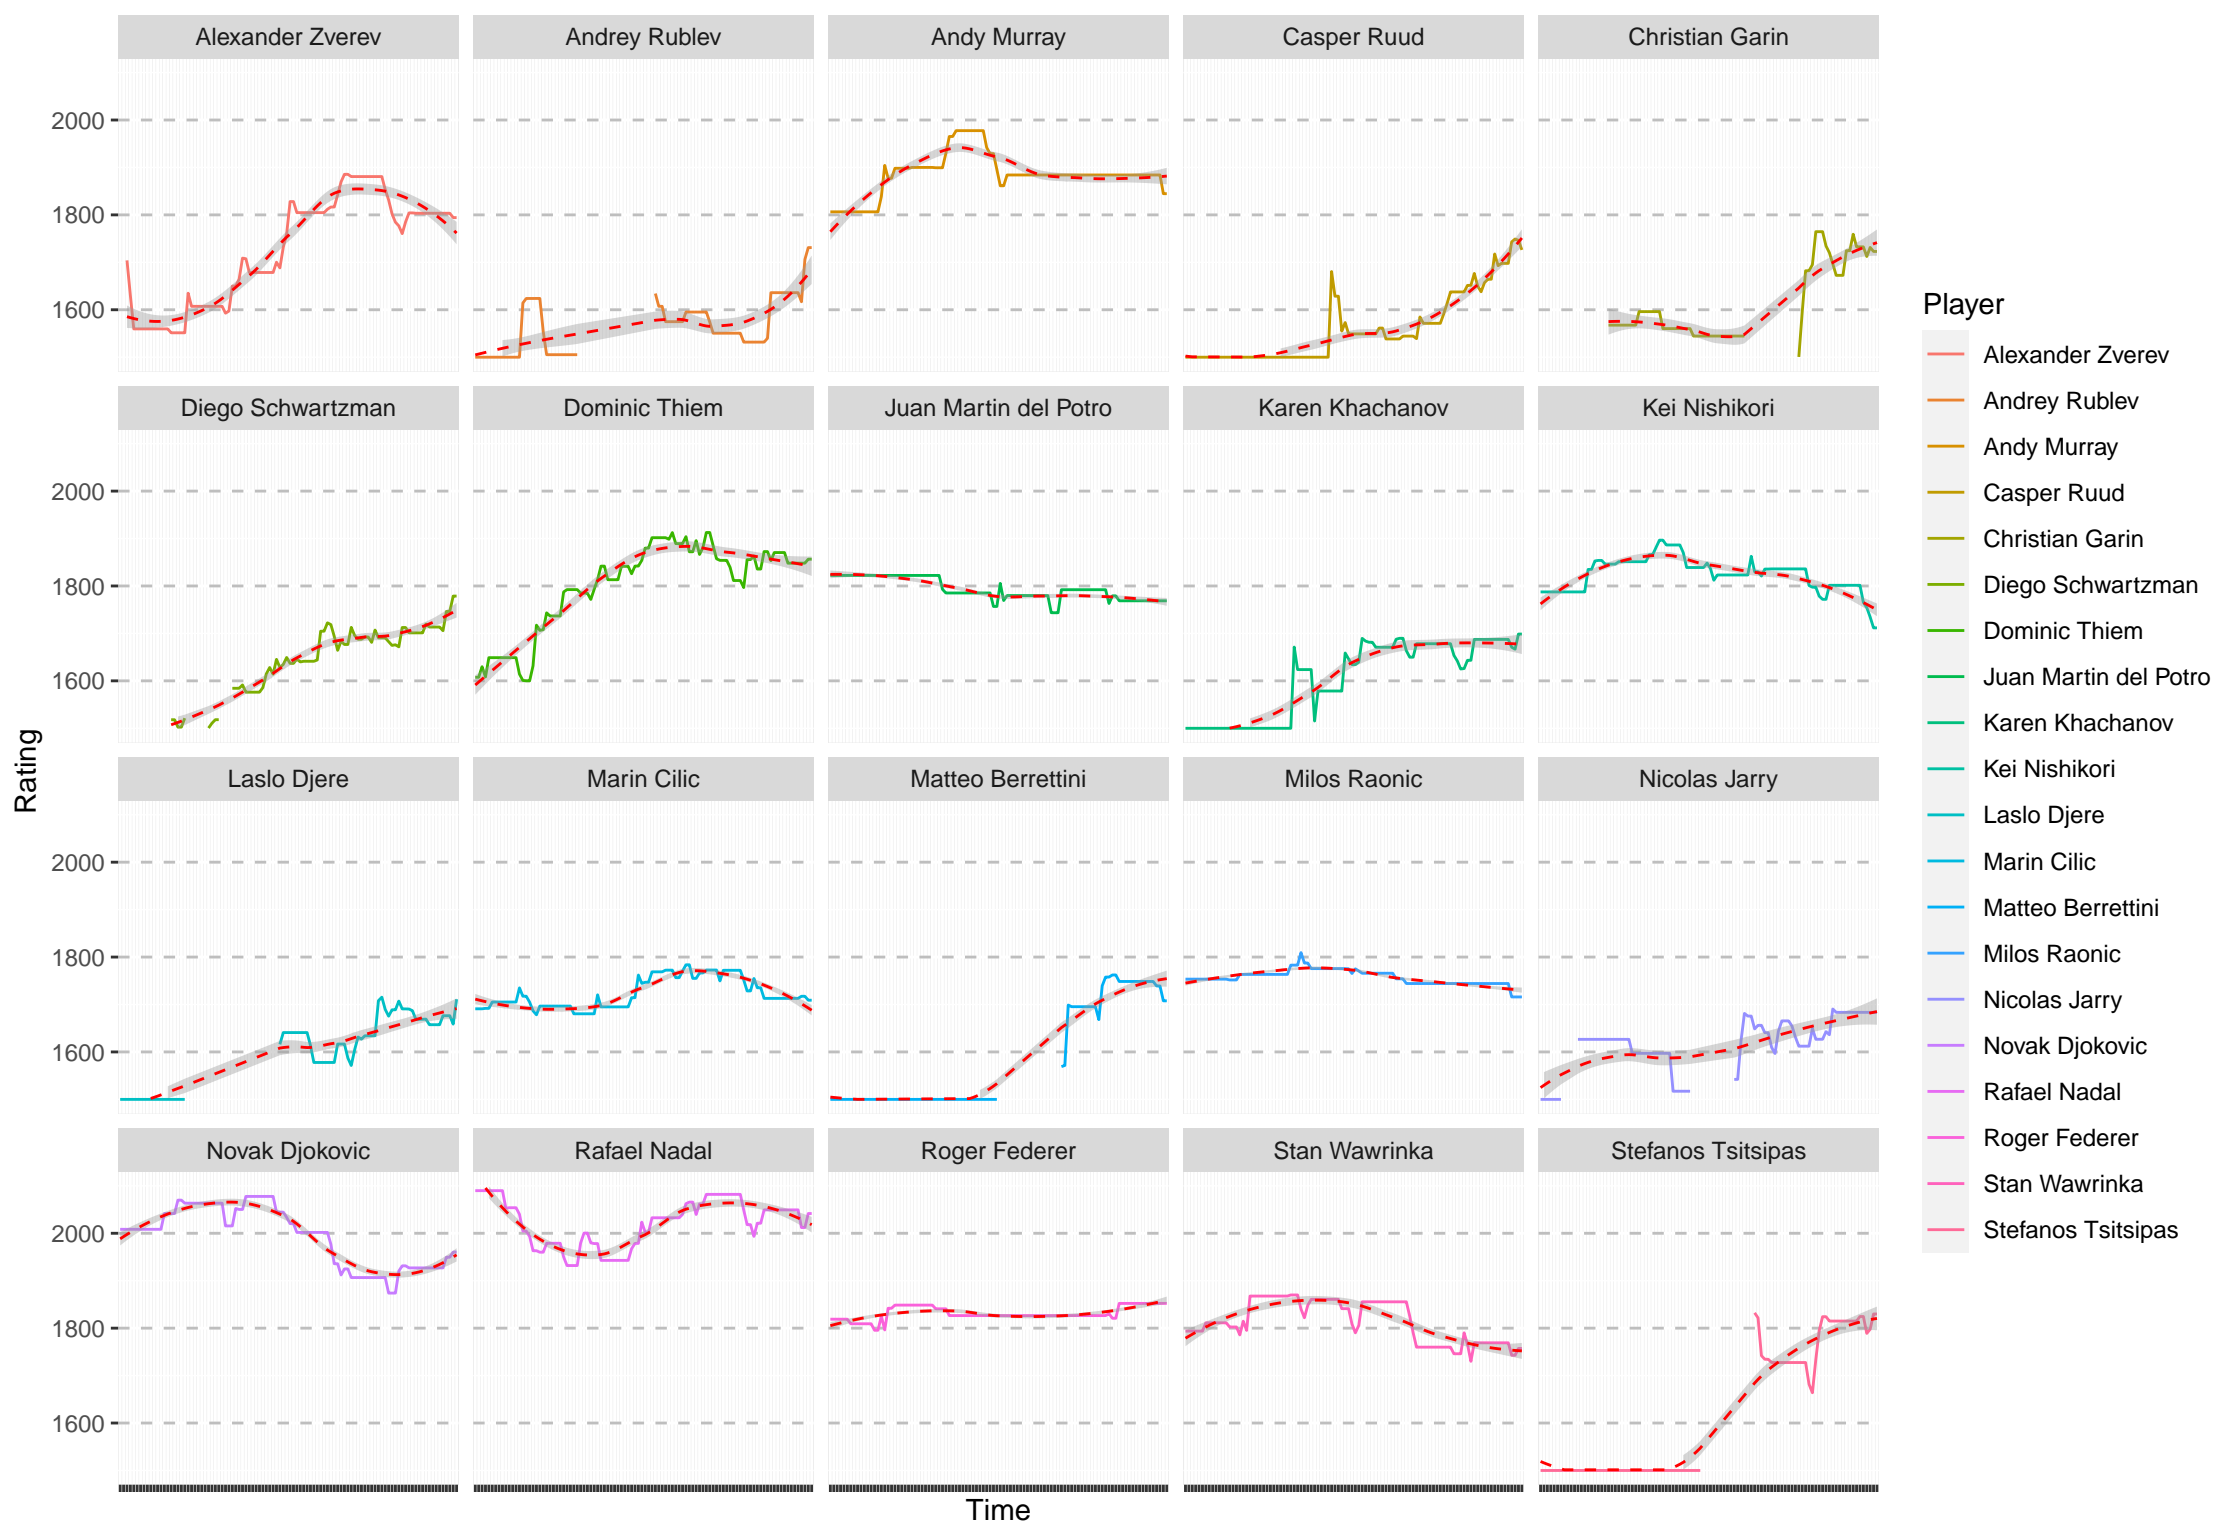 Alexander Zverev
Andrey Rublev
Andy Murray
Casper Ruud
Christian Garin
2000
1800
1600
Diego Schwartzman
Dominic Thiem
Juan Martin del Potro
Karen Khachanov
Kei Nishikori
2000
1800
1600
Laslo Djere
Marin Cilic
Matteo Berrettini
Milos Raonic
Nicolas Jarry
2000
1800
1600
Novak Djokovic
Rafael Nadal
Roger Federer
Stan Wawrinka
Stefanos Tsitsipas
2000
1800
1600
Rating
Time
Player
Alexander Zverev
Andrey Rublev
Andy Murray
Casper Ruud
Christian Garin
Diego Schwartzman
Dominic Thiem
Juan Martin del Potro
Karen Khachanov
Kei Nishikori
Laslo Djere
Marin Cilic
Matteo Berrettini
Milos Raonic
Nicolas Jarry
Novak Djokovic
Rafael Nadal
Roger Federer
Stan Wawrinka
Stefanos Tsitsipas